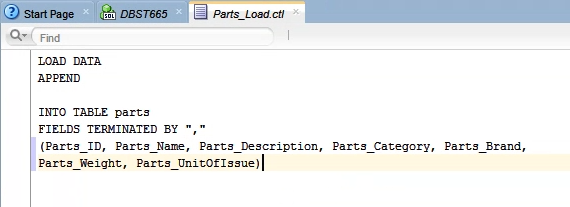 Start Page DBST665 Parts_Load.ctl
Find
LOAD DATA
APPEND
INTO TABLE parts
FIELDS TERMINATED BY ","
(Parts_ID, Parts_Name, Parts_Description, Parts_Category, Parts_Brand,
Parts_Weight, Parts_UnitOfIssue)